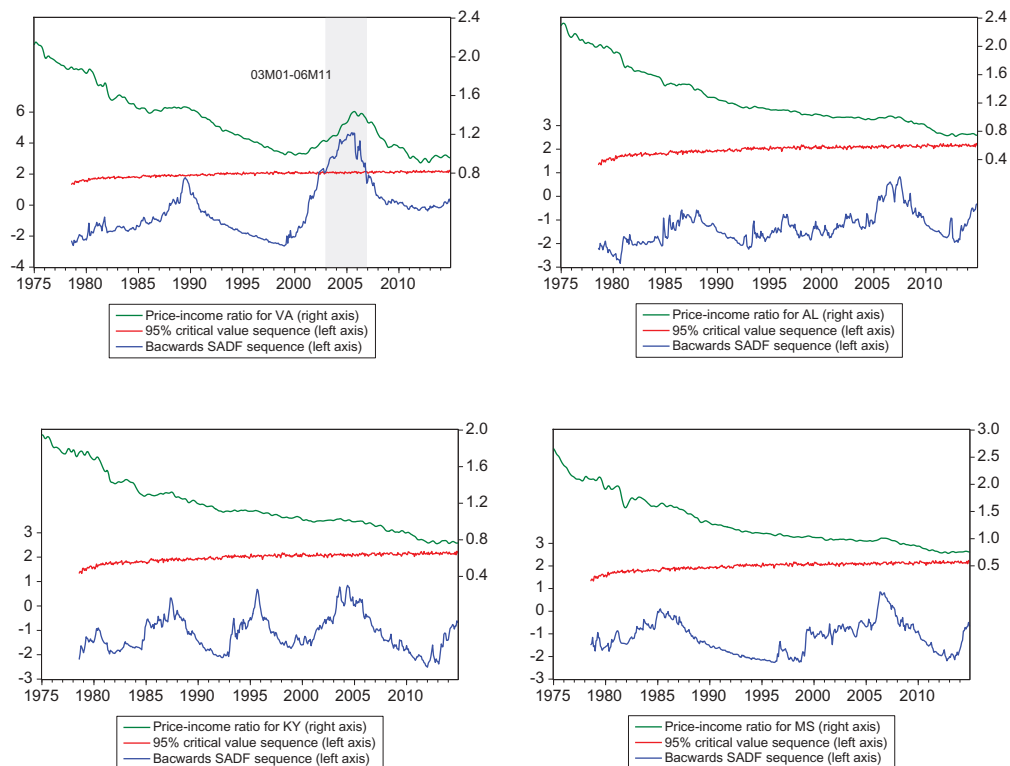 2.4
2.0
1.6
1.2
0.8
03M01-06M11
6
4
2
0
-2
-4
1975 1980 1985 1990 1995 2000 2005 2010
Price-income ratio for VA (right axis)
95% critical value sequence (left axis)
Bacwards SADF sequence (left axis)
2.4
2.0
1.6
1.2
0.8
0.4
3
2
1
0
-1
-2
-3
1975 1980 1985 1990 1995 2000 2005 2010
Price-income ratio for AL (right axis)
95% critical value sequence (left axis)
Bacwards SADF sequence (left axis)
2.0
1.6
1.2
0.8
0.4
3
2
1
0
-1
-2
-3
1975 1980 1985 1990 1995 2000 2005 2010
Price-income ratio for KY (right axis)
95% critical value sequence (left axis)
Bacwards SADF sequence (left axis)
3.0
2.5
2.0
1.5
1.0
0.5
3
2
1
0
-1
-2
-3
1975 1980 1985 1990 1995 2000 2005 2010
Price-income ratio for MS (right axis)
95% critical value sequence (left axis)
Bacwards SADF sequence (left axis)